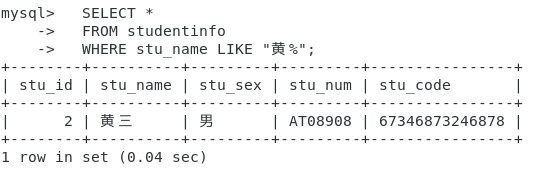 mysql>   SELECT *
    ->   FROM studentinfo
    ->   WHERE stu_name LIKE "黄%";
+--------+----------+---------+---------+----------------+
| stu_id | stu_name | stu_sex | stu_num | stu_code       |
+--------+----------+---------+---------+----------------+
|      2 | 黄三     | 男      | AT08908 | 67346873246878 |
+--------+----------+---------+---------+----------------+
1 row in set (0.04 sec)